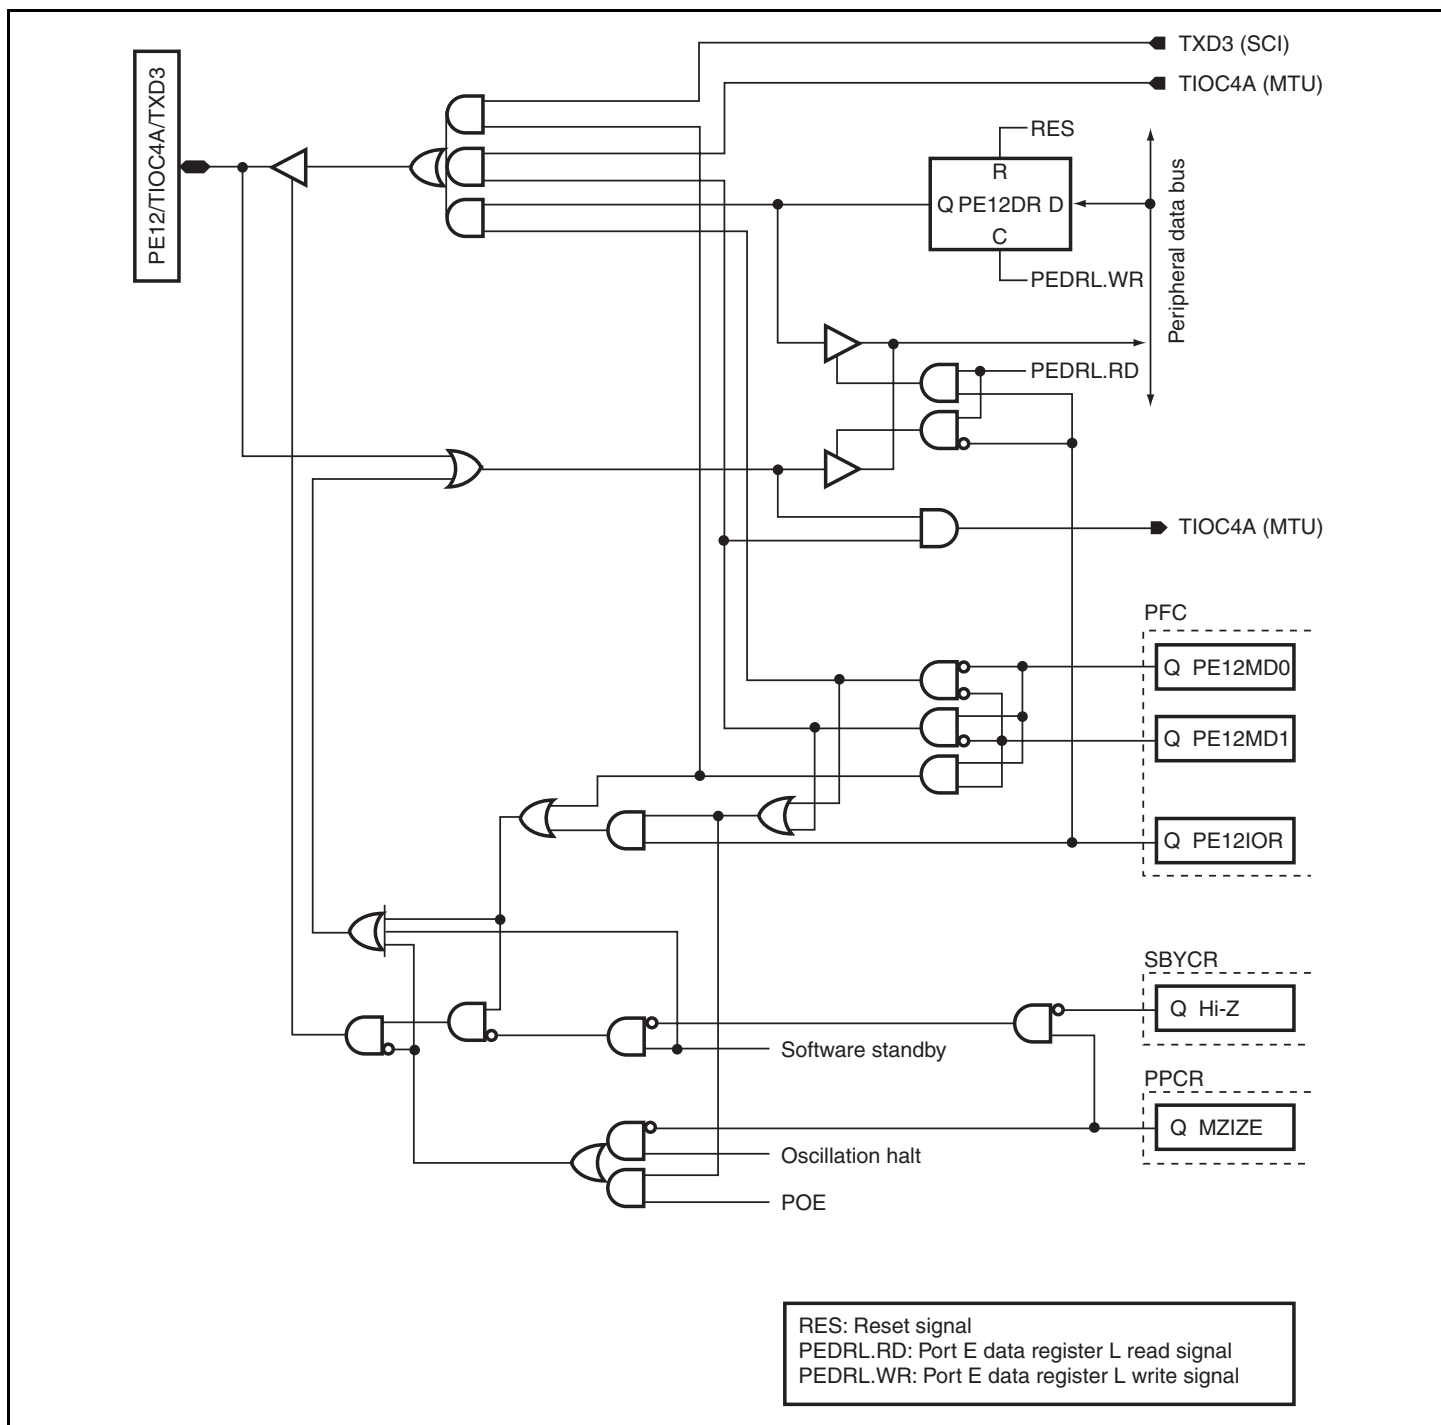 TXD3 (SCI)
TIOC4A (MTU)
PE12/TIOC4A/TXD3
RES
R
Q PE12DR D
C
PEDRL.WR
Peripheral data bus
PEDRL.RD
TIOC4A (MTU)
PFC
Q PE12MD0
Q PE12MD1
Q PE12IOR
SBYCR
Q Hi-Z
Software standby
PPCR
Q MZIZE
Oscillation halt
POE
RES: Reset signal
PEDRL.RD: Port E data register L read signal
PEDRL.WR: Port E data register L write signal